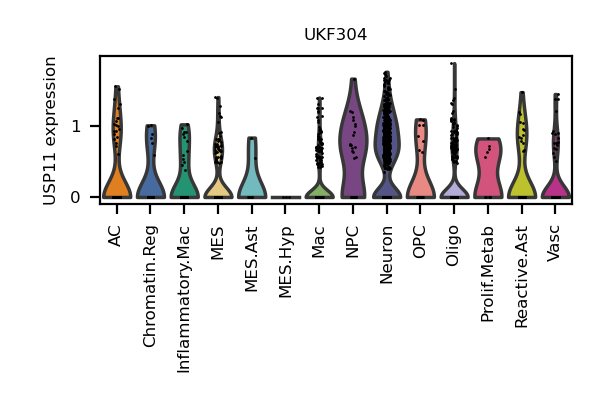 UKF304
USP11 expression
1
0
AC
Chromatin.Reg
Inflammatory.Mac
MES
MES.Ast
MES.Hyp
Mac
NPC
Neuron
OPC
Oligo
Prolif.Metab
Reactive.Ast
Vasc